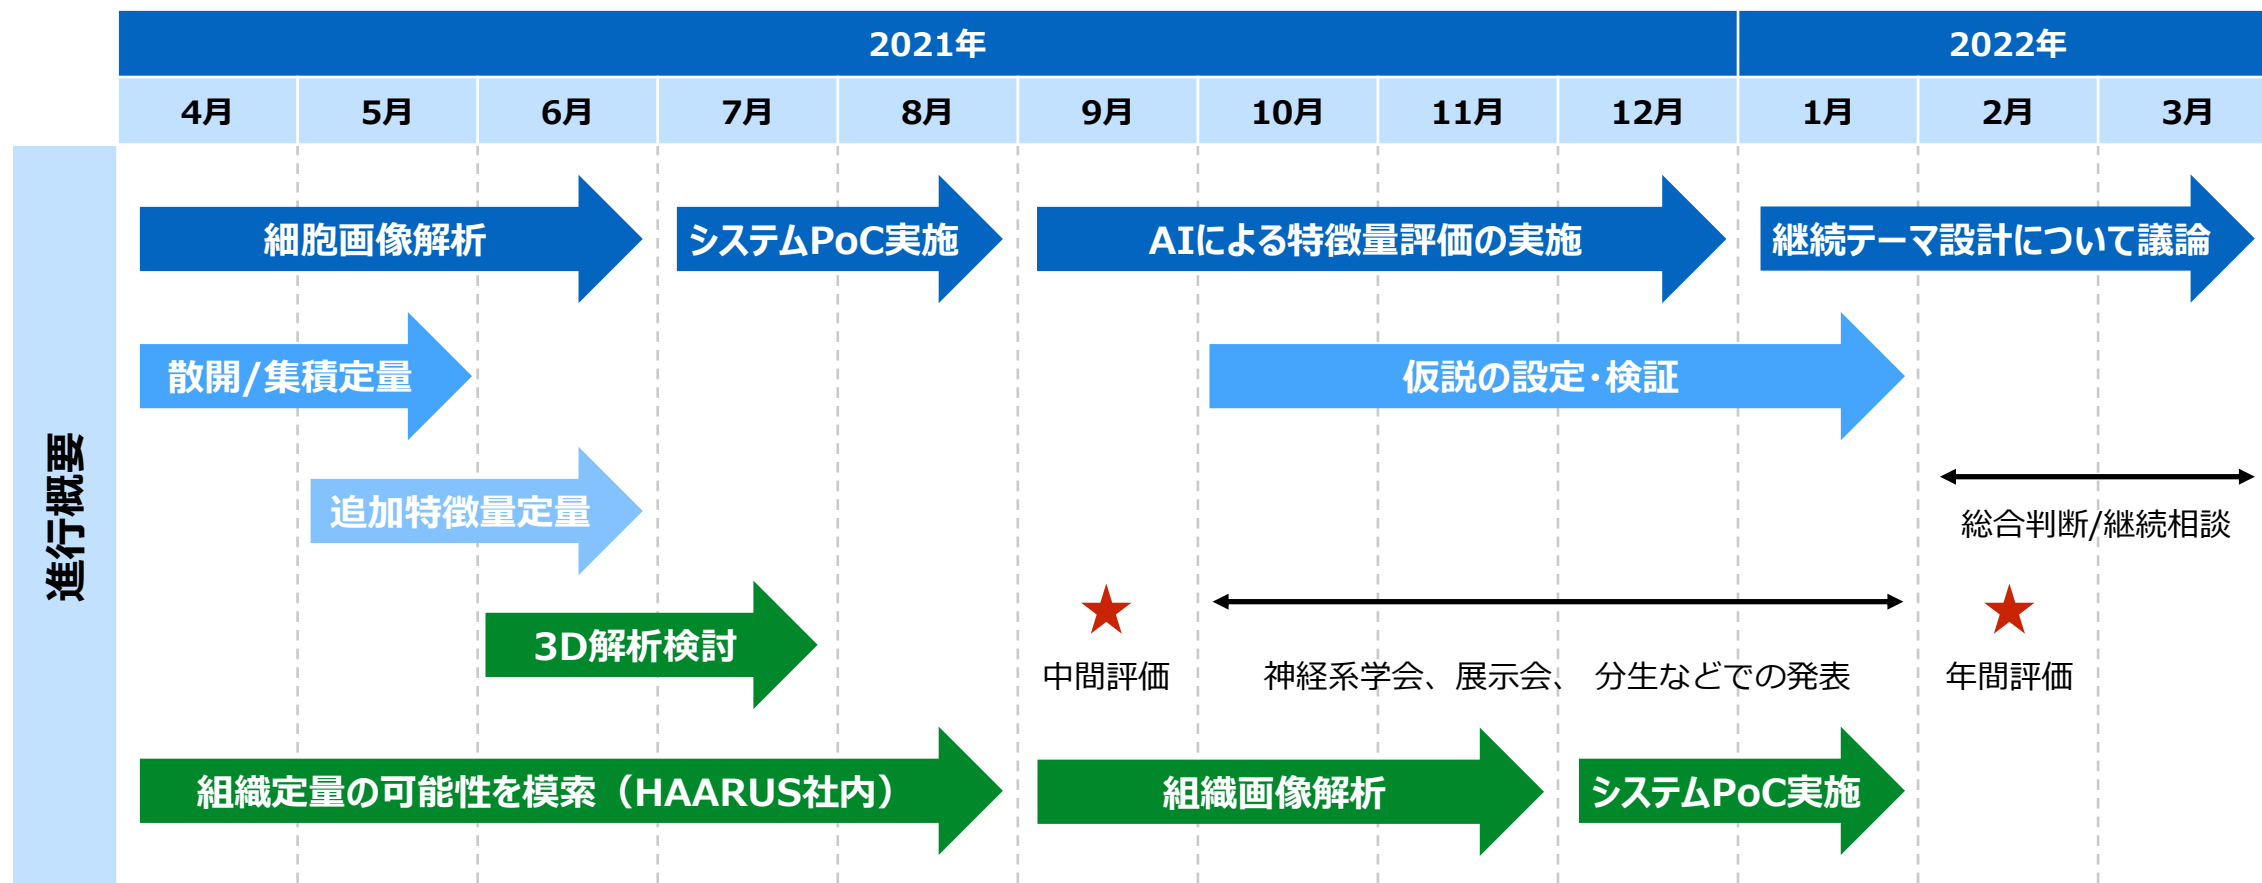 2021年
2022年
4月
5月
6月
7月
8月
9月
10月
11月
12月
1月
2月
3月
進行概要
細胞画像解析
システムPoC実施
AIによる特徴量評価の実施
継続テーマ設計について議論
散開/集積定量
仮説の設定・検証
追加特徴量定量
総合判断/継続相談
3D解析検討
中間評価
神経系学会、展示会、 分生などでの発表
年間評価
組織定量の可能性を模索（HAARUS社内）
組織画像解析
システムPoC実施